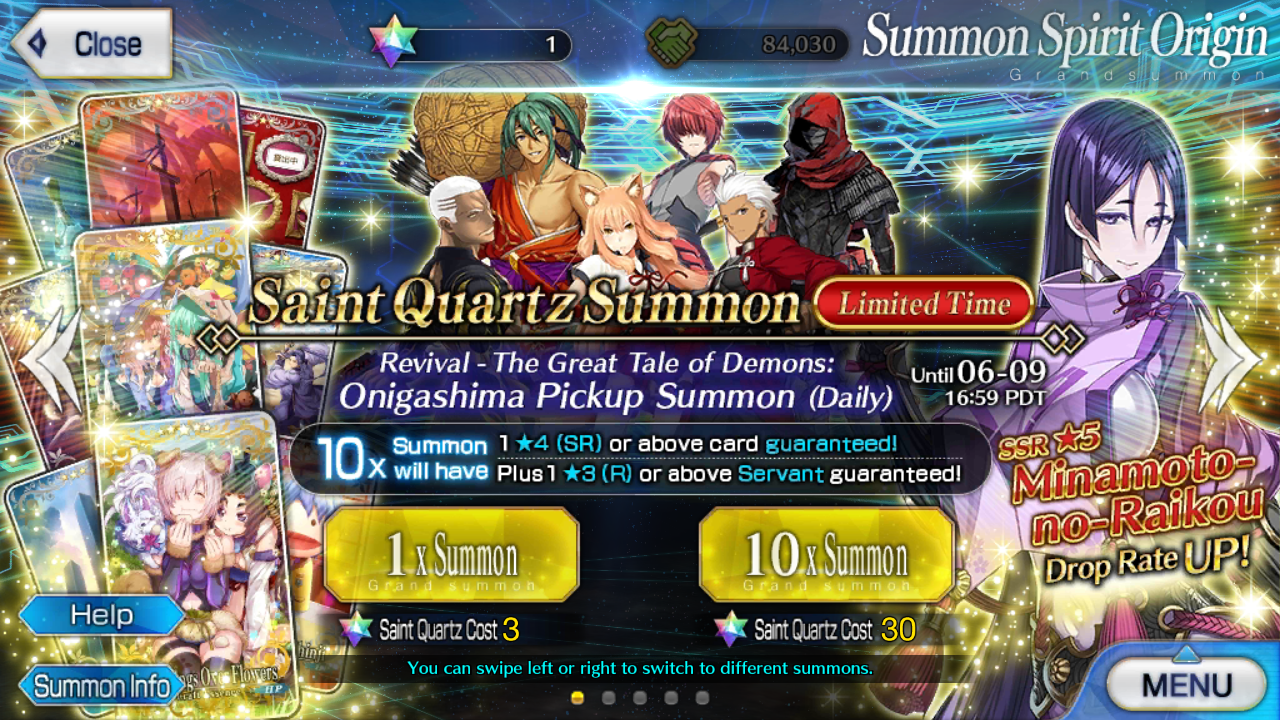 Close
1
84,030
Summon Spirit Origin
Grandsummon
Saint Quartz Summon
Limited Time
Revival - The Great Tale of Demons:
Onigashima Pickup Summon (Daily)
Until 06-09
16:59 PDT
10x Summon will have
1 ★4 (SR) or above card guaranteed!
Plus 1 ★3 (R) or above Servant guaranteed!
SSR ★5
Minamoto-
no-Raikou
Drop Rate UP!
1x Summon
Grand summon
10x Summon
Grand summon
Saint Quartz Cost 3
Saint Quartz Cost 30
Help
Summon Info
Flowers
You can swipe left or right to switch to different summons.
MENU